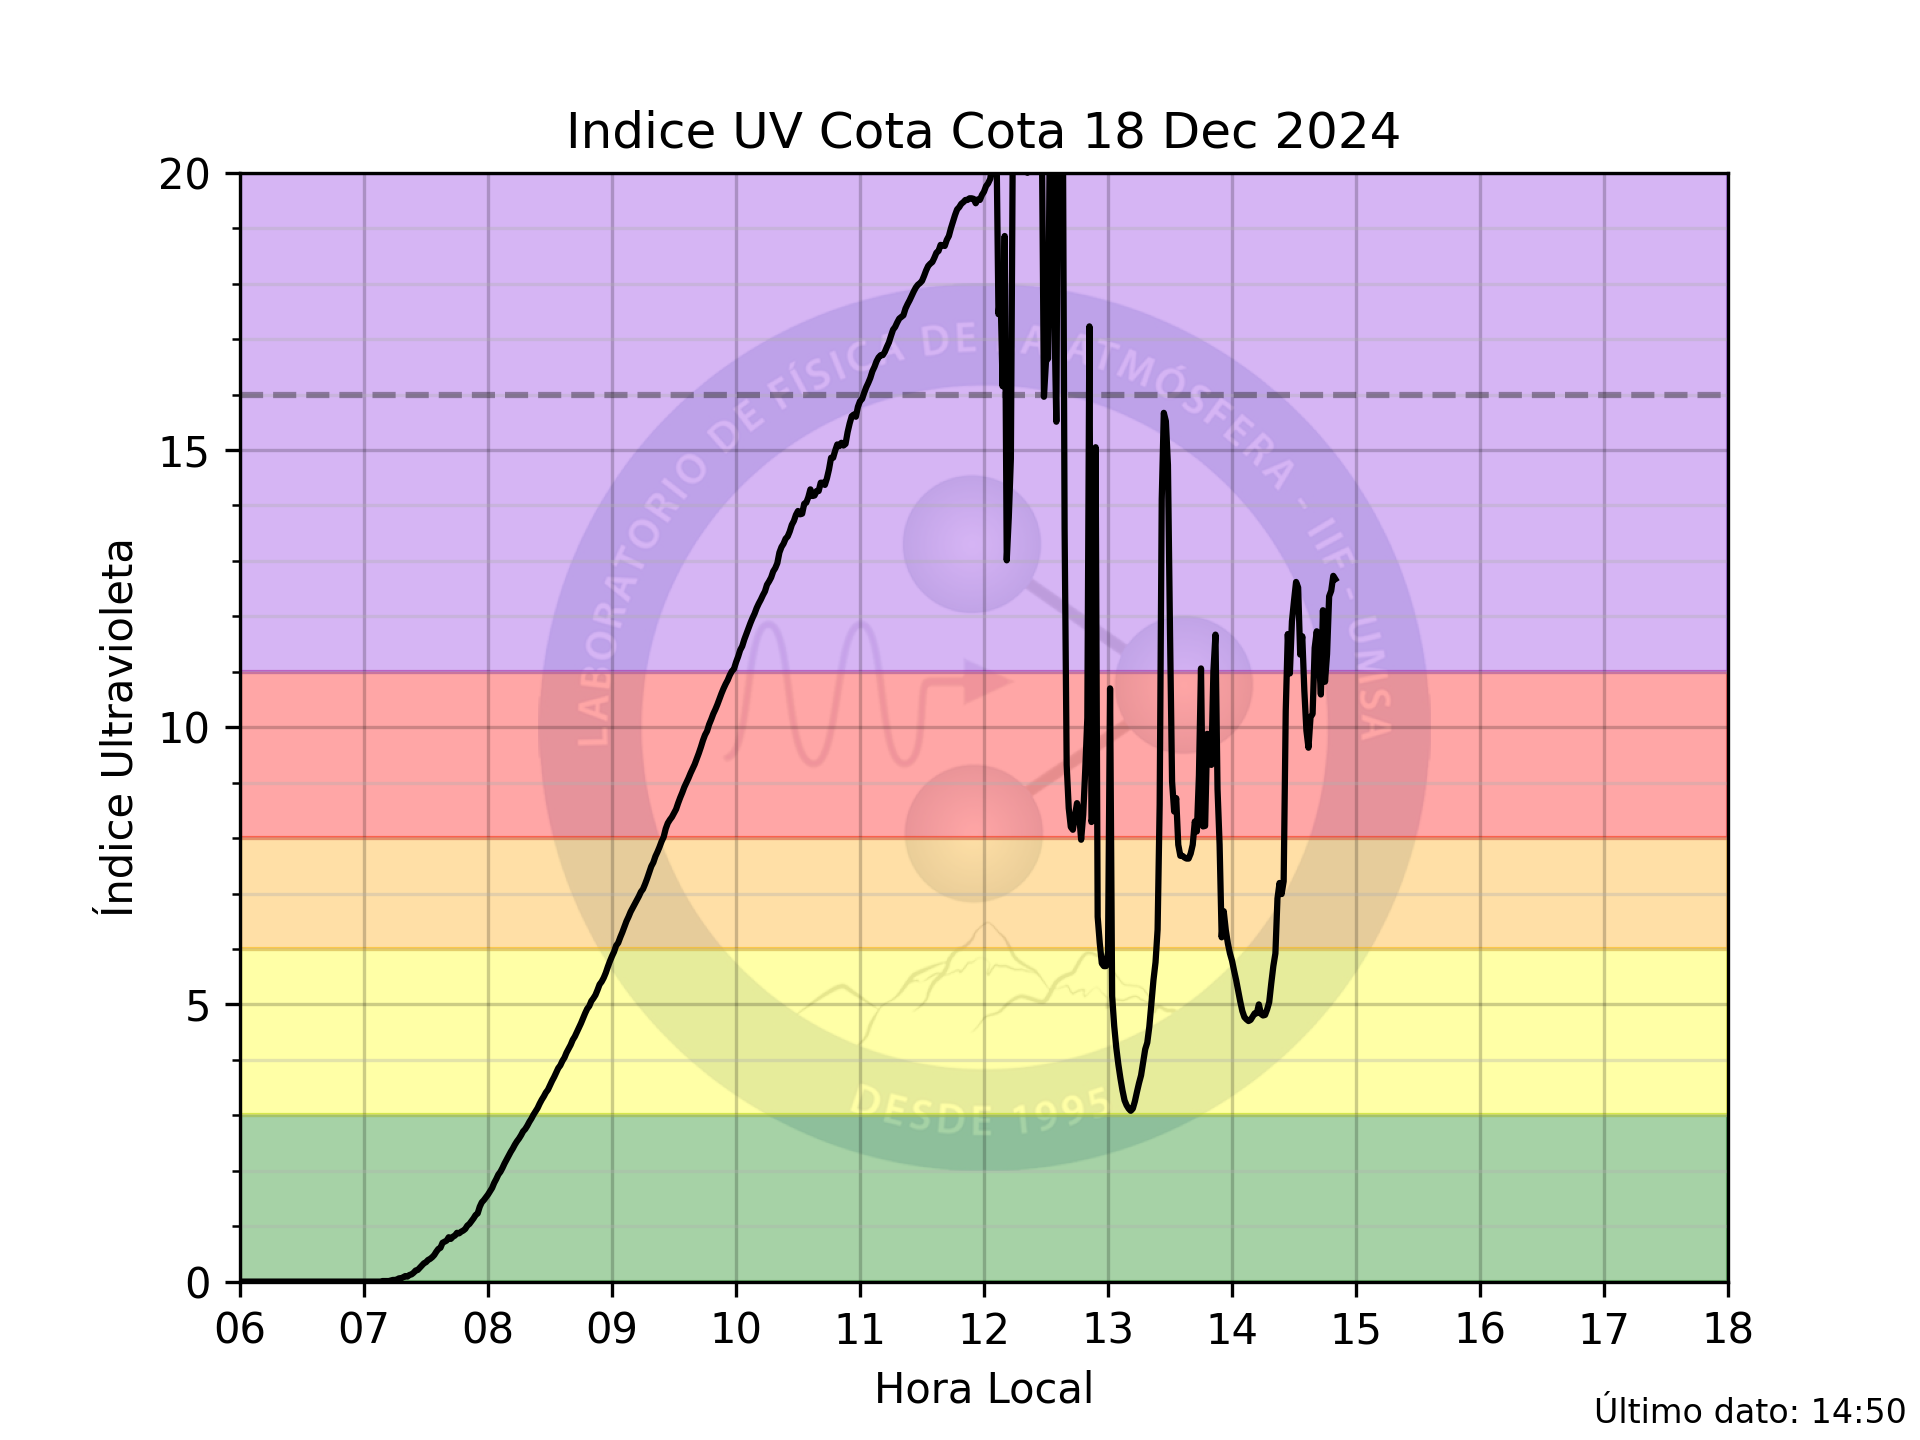 Indice UV Cota Cota 18 Dec 2024
20
15
10
5
0
Índice Ultravioleta
LABORATORIO DE FÍSICA DE LA ATMÓSFERA - IIF - UMSA
DESDE 1995
06 07 08 09 10 11 12 13 14 15 16 17 18
Hora Local
Último dato: 14:50